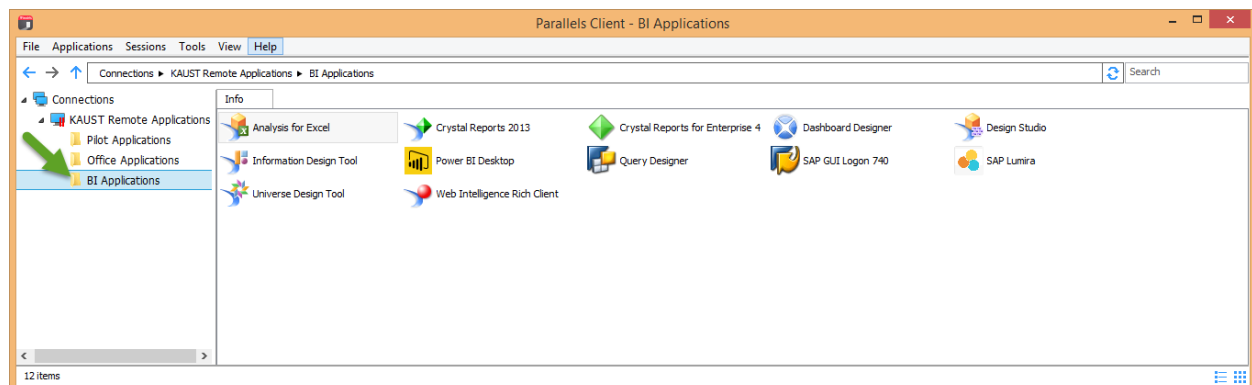 Parallels Client - BI Applications
File Applications Sessions Tools View Help
Connections ▸ KAUST Remote Applications ▸ BI Applications
Search
Connections
KAUST Remote Applications
Pilot Applications
Office Applications
BI Applications
Info
Analysis for Excel
Crystal Reports 2013
Crystal Reports for Enterprise 4
Dashboard Designer
Design Studio
Information Design Tool
Power BI Desktop
Query Designer
SAP GUI Logon 740
SAP Lumira
Universe Design Tool
Web Intelligence Rich Client
12 items